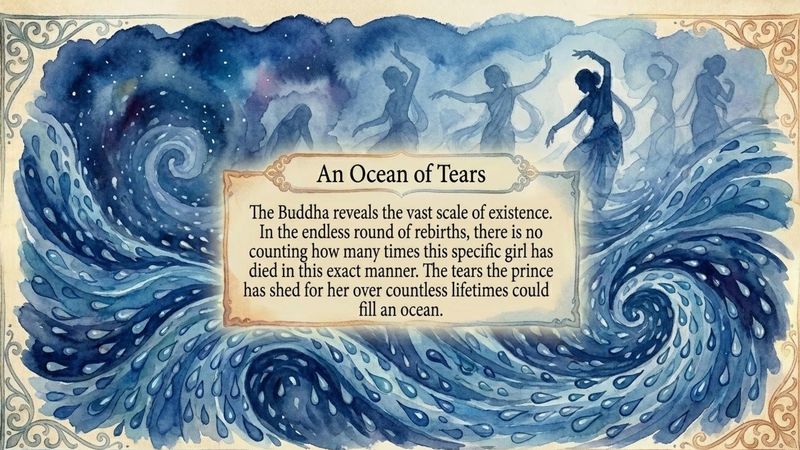 An Ocean of Tears
The Buddha reveals the vast scale of existence.
In the endless round of rebirths, there is no
counting how many times this specific girl has
died in this exact manner. The tears the prince
has shed for her over countless lifetimes could
fill an ocean.